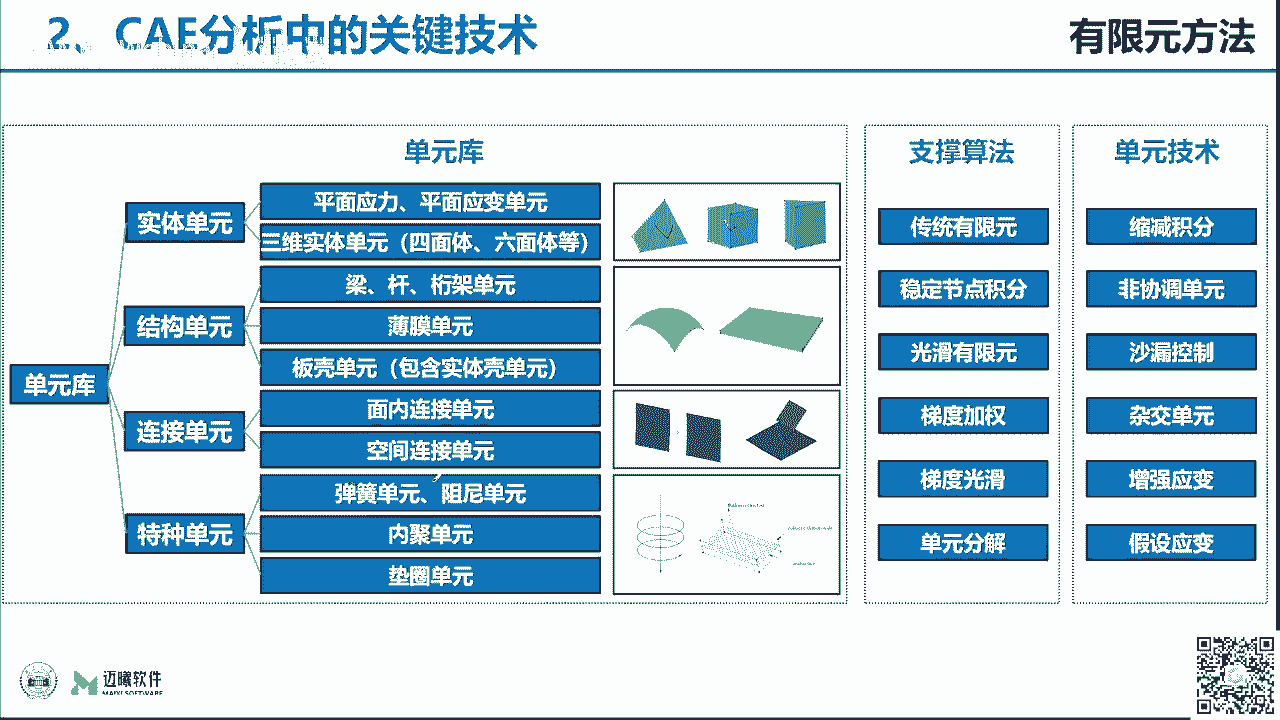 2、CAE分析中的关键技术
有限元方法
单元库
支撑算法
单元技术
单元库
实体单元
平面应力、平面应变单元
三维实体单元（四面体、六面体等）
结构单元
梁、杆、桁架单元
薄膜单元
板壳单元（包含实体壳单元）
连接单元
面内连接单元
空间连接单元
特种单元
弹簧单元、阻尼单元
内聚单元
垫圈单元
传统有限元
稳定节点积分
光滑有限元
梯度加权
梯度光滑
单元分解
缩减积分
非协调单元
沙漏控制
杂交单元
增强应变
假设应变
迈曦软件
MAIXI SOFTWARE